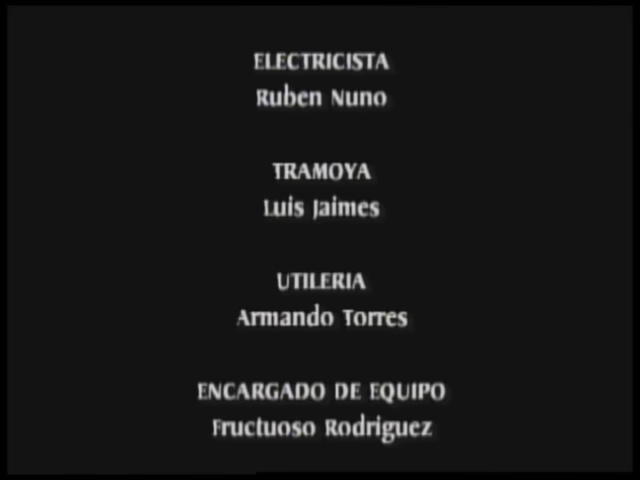 ELECTRICISTA
Ruben Nuno
TRAMOYA
Luis Jaimes
UTILERIA
Armando Torres
ENCARGADO DE EQUIPO
Fructuoso Rodriguez